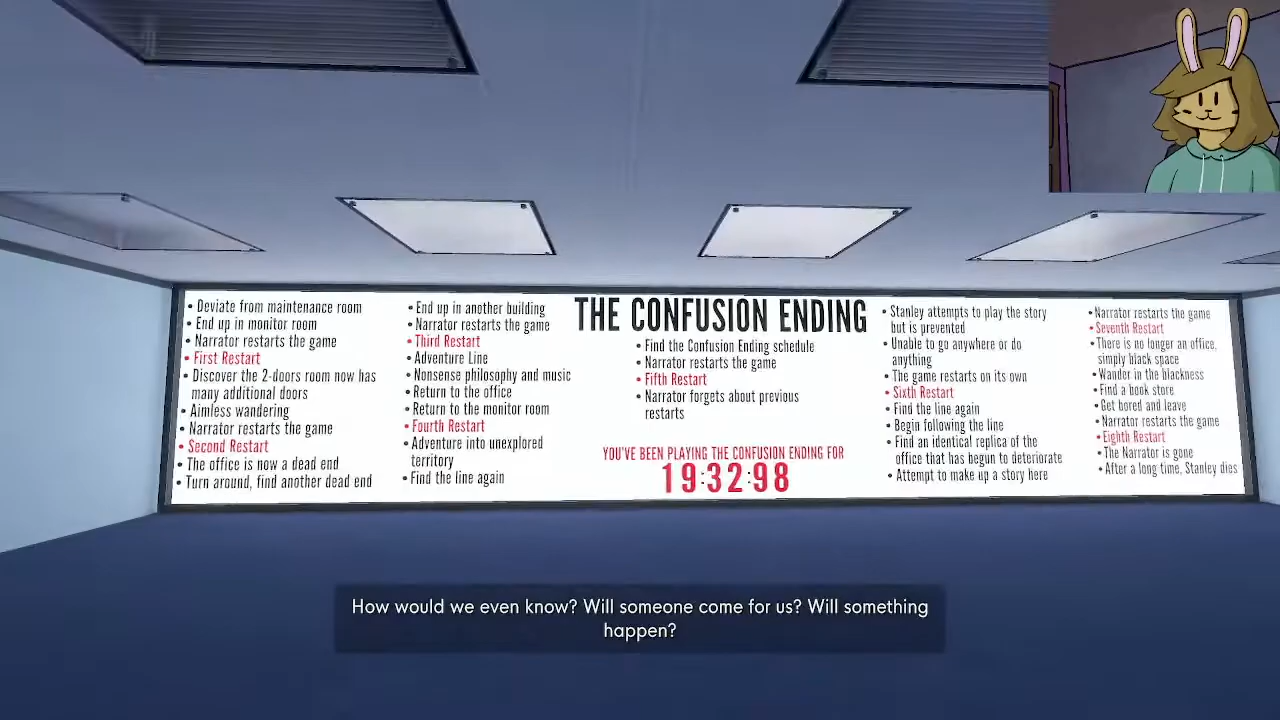 • Deviate from maintenance room
• End up in monitor room
• Narrator restarts the game
• First Restart
• Discover the 2-doors room now has
many additional doors
• Aimless wandering
• Narrator restarts the game
• Second Restart
• The office is now a dead end
• Turn around, find another dead end
• End up in another building
• Narrator restarts the game
• Third Restart
• Adventure Line
• Nonsense philosophy and music
• Return to the office
• Return to the monitor room
• Fourth Restart
• Adventure into unexplored
territory
• Find the line again
THE CONFUSION ENDING
• Find the Confusion Ending schedule
• Narrator restarts the game
• Fifth Restart
• Narrator forgets about previous
restarts
YOU'VE BEEN PLAYING THE CONFUSION ENDING FOR
19:32:98
• Stanley attempts to play the story
but is prevented
• Unable to go anywhere or do
anything
• The game restarts on its own
• Sixth Restart
• Find the line again
• Begin following the line
• Find an identical replica of the
office that has begun to deteriorate
• Attempt to make up a story here
• Narrator restarts the game
• Seventh Restart
• There is no longer an office,
simply black space
• Wander in the blackness
• Find a book store
• Get bored and leave
• Narrator restarts the game
• Eighth Restart
• The Narrator is gone
• After a long time, Stanley dies
How would we even know? Will someone come for us? Will something
happen?